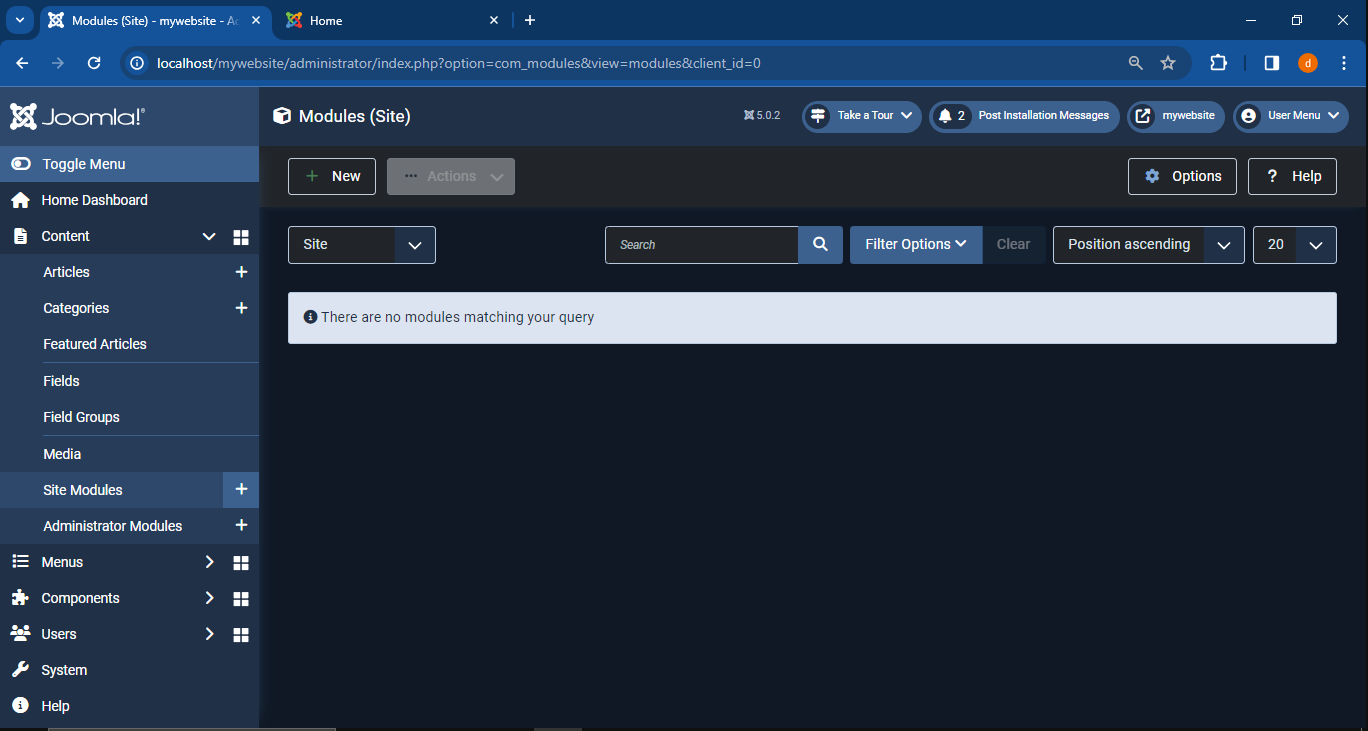 Modules (Site) - mywebsite - Ac
Home
localhost/mywebsite/administrator/index.php?option=com_modules&view=modules&client_id=0
d
Joomla!®
Modules (Site)
5.0.2
Take a Tour
2 Post Installation Messages
mywebsite
User Menu
Toggle Menu
Home Dashboard
Content
Articles
Categories
Featured Articles
Fields
Field Groups
Media
Site Modules
Administrator Modules
Menus
Components
Users
System
Help
New
Actions
Options
? Help
Site
Search
Filter Options
Clear
Position ascending
20
There are no modules matching your query